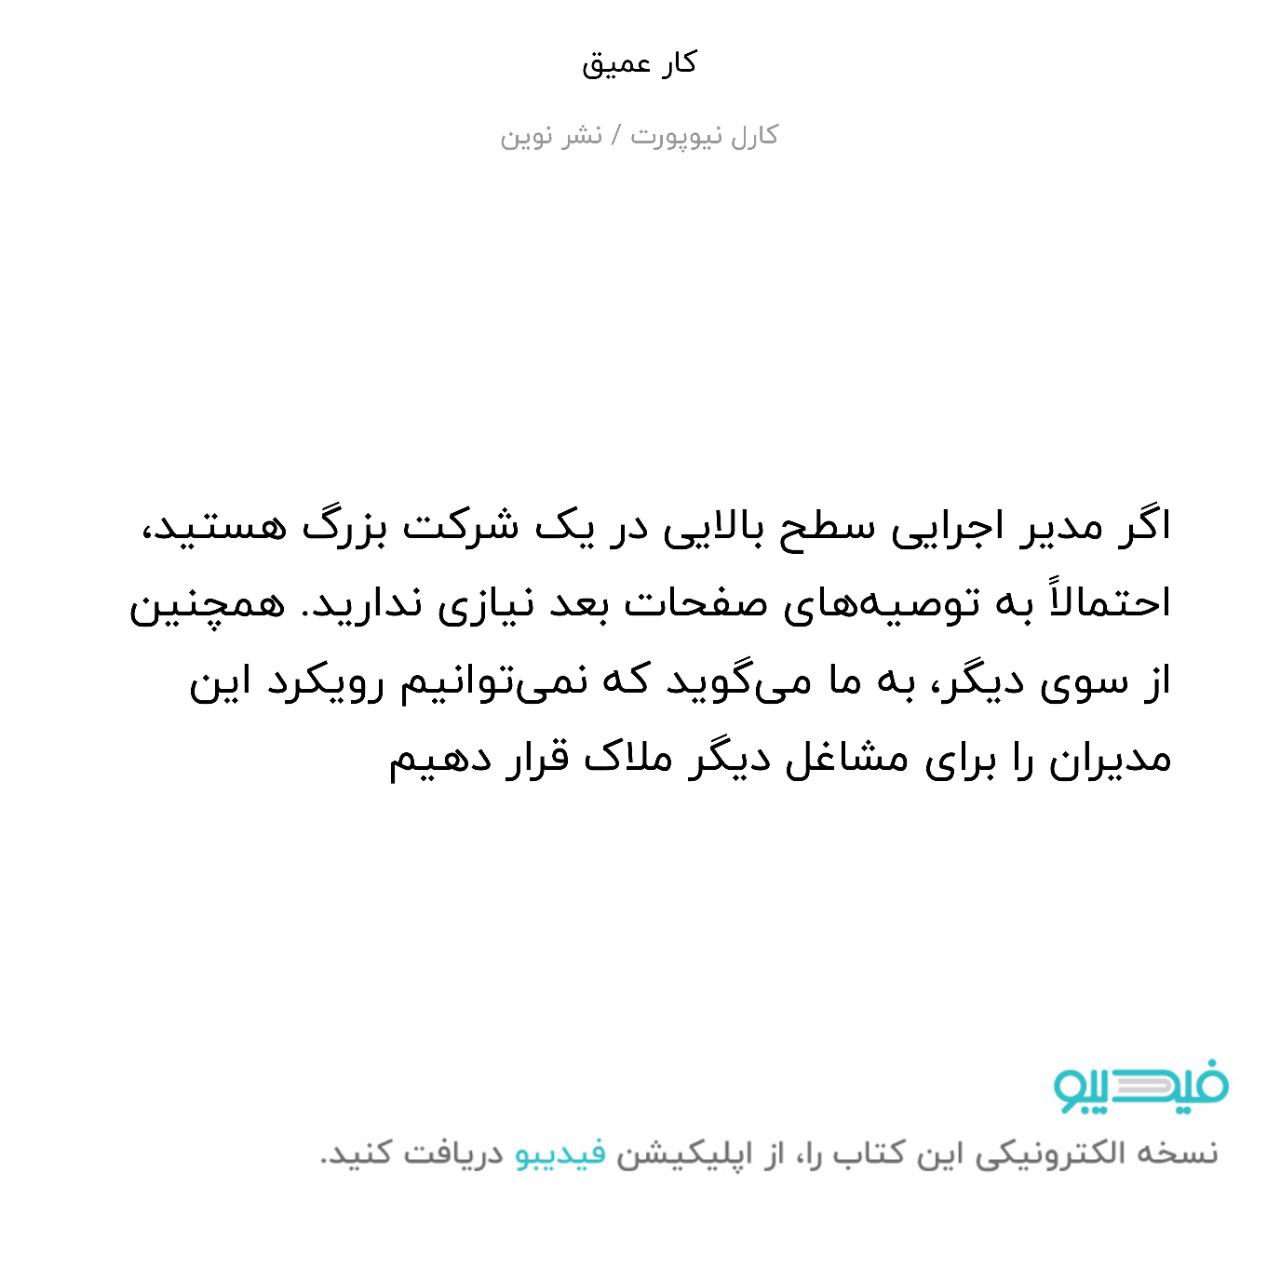 کار عمیق
کارل نیوپورت / نشر نوین
اگر مدیر اجرایی سطح بالایی در یک شرکت بزرگ هستید،
احتمالاً به توصیه‌های صفحات بعد نیازی ندارید. همچنین
از سوی دیگر، به ما می‌گوید که نمی‌توانیم رویکرد این
مدیران را برای مشاغل دیگر ملاک قرار دهیم
فیدیبو
نسخه الکترونیکی این کتاب را، از اپلیکیشن فیدیبو دریافت کنید.